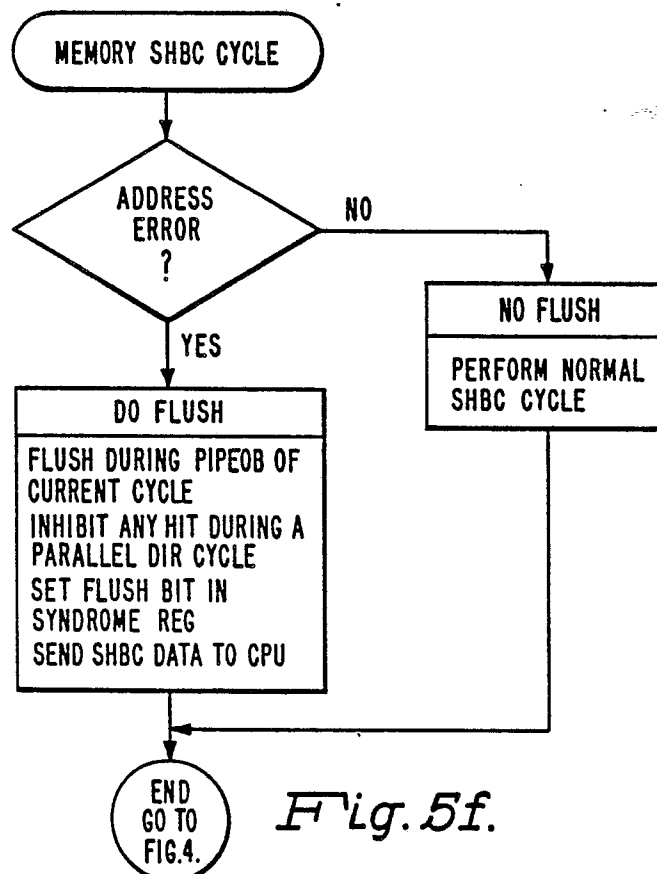 MEMORY SHBC CYCLE
ADDRESS
ERROR
?
NO
YES
NO FLUSH
PERFORM NORMAL
SHBC CYCLE
DO FLUSH
FLUSH DURING PIPEOB OF
CURRENT CYCLE
INHIBIT ANY HIT DURING A
PARALLEL DIR CYCLE
SET FLUSH BIT IN
SYNDROME REG
SEND SHBC DATA TO CPU
END
GO TO
FIG.4.
Fig. 5f.